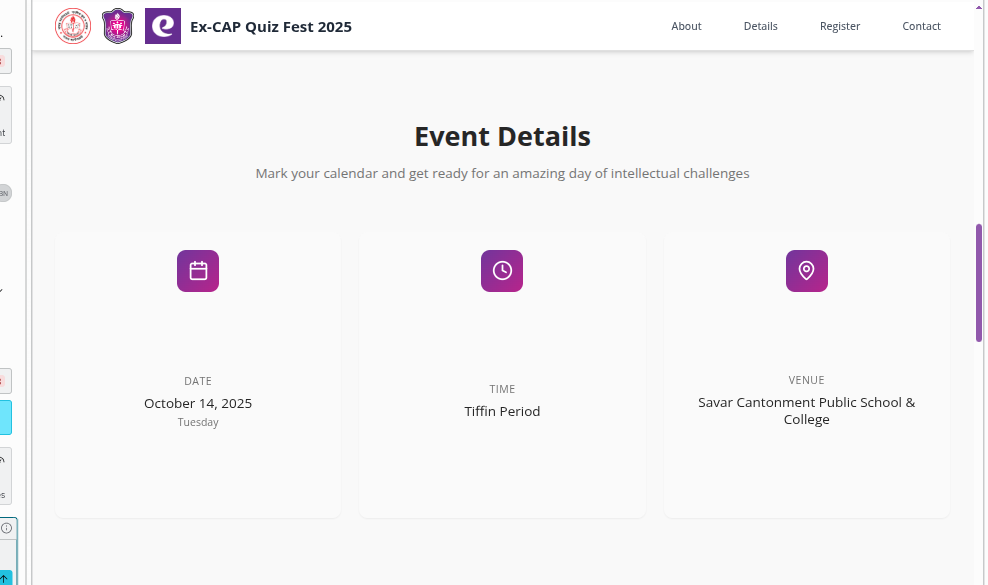 Ex-CAP Quiz Fest 2025
About
Details
Register
Contact
Event Details
Mark your calendar and get ready for an amazing day of intellectual challenges
DATE
October 14, 2025
Tuesday
TIME
Tiffin Period
VENUE
Savar Cantonment Public School &
College